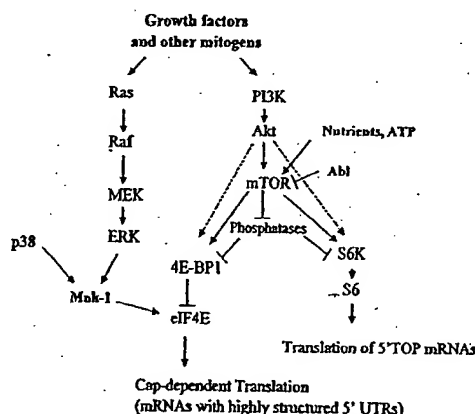 Growth factors
and other mitogens
Ras
PI3K
Raf
Akt
Nutrients, ATP
Abl
MEK
mTOR
Phosphatases
ERK
p38
4E-BP1
S6K
Mnk-1
eIF4E
S6
Translation of 5'TOP mRNAs
Cap-dependent Translation
(mRNAs with highly structured 5' UTRs)